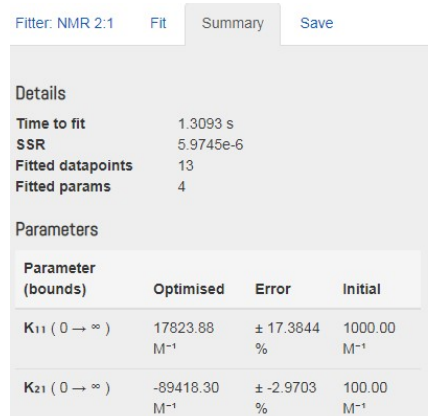 Fitter: NMR 2:1 Fit Summary Save
Details
Time to fit 1.3093 s
SSR 5.9745e-6
Fitted datapoints 13
Fitted params 4
Parameters
Parameter
(bounds) Optimised Error Initial
K₁₁ ( 0 → ∞ ) 17823.88 ± 17.3844 1000.00
M⁻¹ % M⁻¹
K₂₁ ( 0 → ∞ ) -89418.30 ± -2.9703 100.00
M⁻¹ % M⁻¹